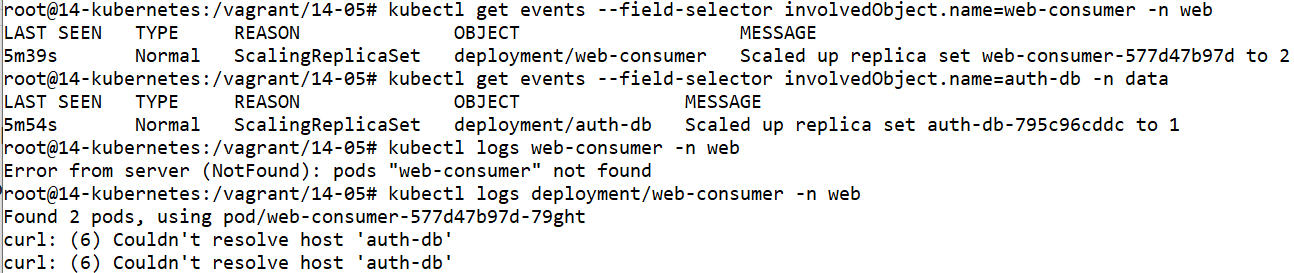 root@14-kubernetes:/vagrant/14-05# kubectl get events --field-selector involvedObject.name=web-consumer -n web
LAST SEEN   TYPE     REASON              OBJECT                    MESSAGE
5m39s       Normal   ScalingReplicaSet   deployment/web-consumer   Scaled up replica set web-consumer-577d47b97d to 2
root@14-kubernetes:/vagrant/14-05# kubectl get events --field-selector involvedObject.name=auth-db -n data
LAST SEEN   TYPE     REASON              OBJECT               MESSAGE
5m54s       Normal   ScalingReplicaSet   deployment/auth-db   Scaled up replica set auth-db-795c96cddc to 1
root@14-kubernetes:/vagrant/14-05# kubectl logs web-consumer -n web
Error from server (NotFound): pods "web-consumer" not found
root@14-kubernetes:/vagrant/14-05# kubectl logs deployment/web-consumer -n web
Found 2 pods, using pod/web-consumer-577d47b97d-79ght
curl: (6) Couldn't resolve host 'auth-db'
curl: (6) Couldn't resolve host 'auth-db'